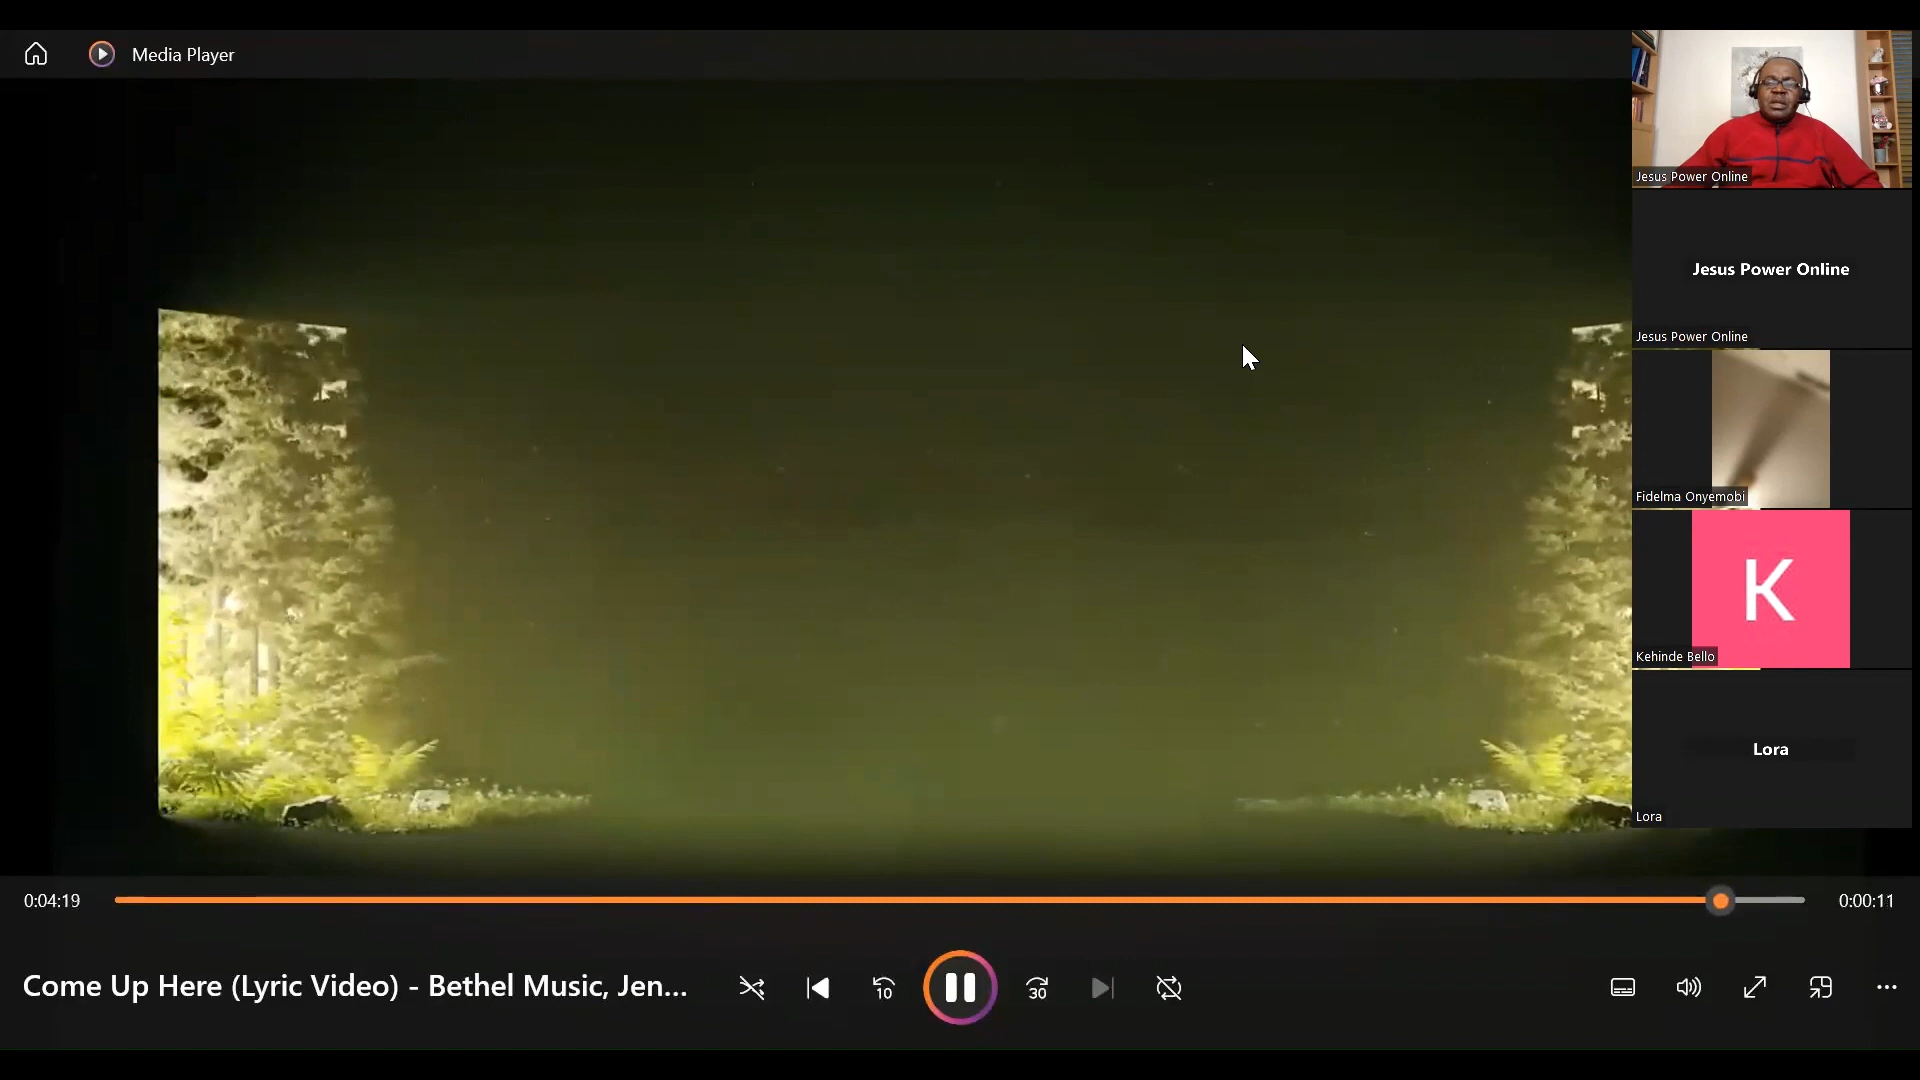 Media Player
Jesus Power Online
Jesus Power Online
Jesus Power Online
Fidelma Onyemobi
K
Kehinde Bello
Lora
Lora
0:04:19
0:00:11
Come Up Here (Lyric Video) - Bethel Music, Jen...
10
30